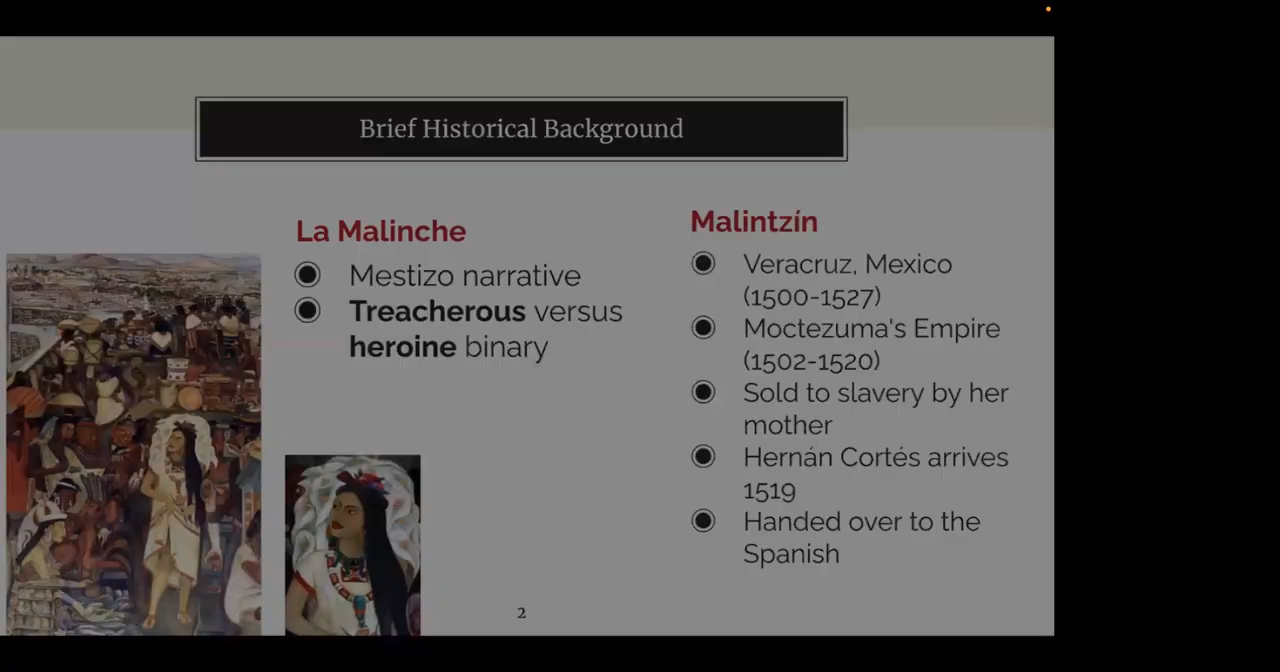 Brief Historical Background
La Malinche
Mestizo narrative
Treacherous versus
heroine binary
Malintzín
Veracruz, Mexico
(1500-1527)
Moctezuma's Empire
(1502-1520)
Sold to slavery by her
mother
Hernán Cortés arrives
1519
Handed over to the
Spanish
2